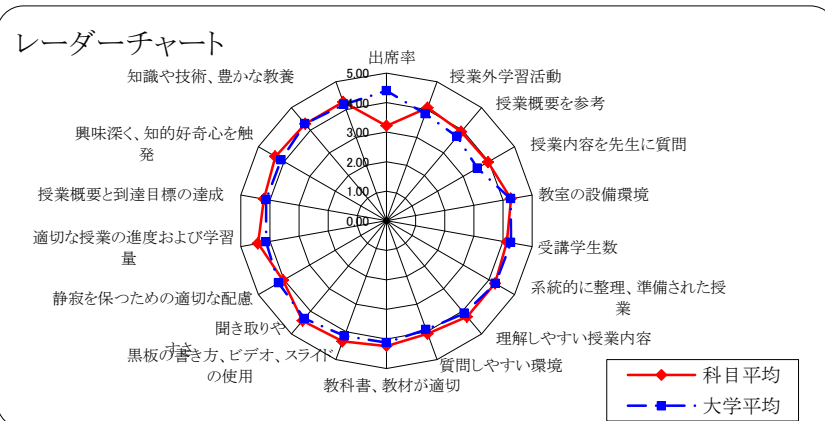 レーダーチャート
出席率
授業外学習活動
授業概要を参考
授業内容を先生に質問
教室の設備環境
受講学生数
系統的に整理、準備された授
業
理解しやすい授業内容
質問しやすい環境
教科書、教材が適切
黒板の書き方、ビデオ、スライド
の使用
聞き取りや
すさ
静寂を保つための適切な配慮
適切な授業の進度および学習
量
授業概要と到達目標の達成
興味深く、知的好奇心を触
発
知識や技術、豊かな教養
5.00
4.00
3.00
2.00
1.00
0.00
科目平均
大学平均